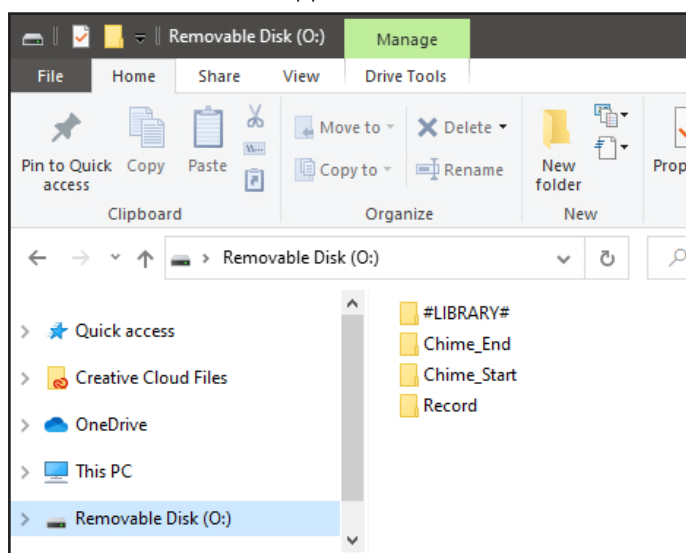 Removable Disk (O:)
Manage
File
Home
Share
View
Drive Tools
Pin to Quick access
Copy
Paste
Move to
Copy to
Delete
Rename
New folder
Clipboard
Organize
New
Removable Disk (O:)
Quick access
Creative Cloud Files
OneDrive
This PC
Removable Disk (O:)
#LIBRARY#
Chime_End
Chime_Start
Record